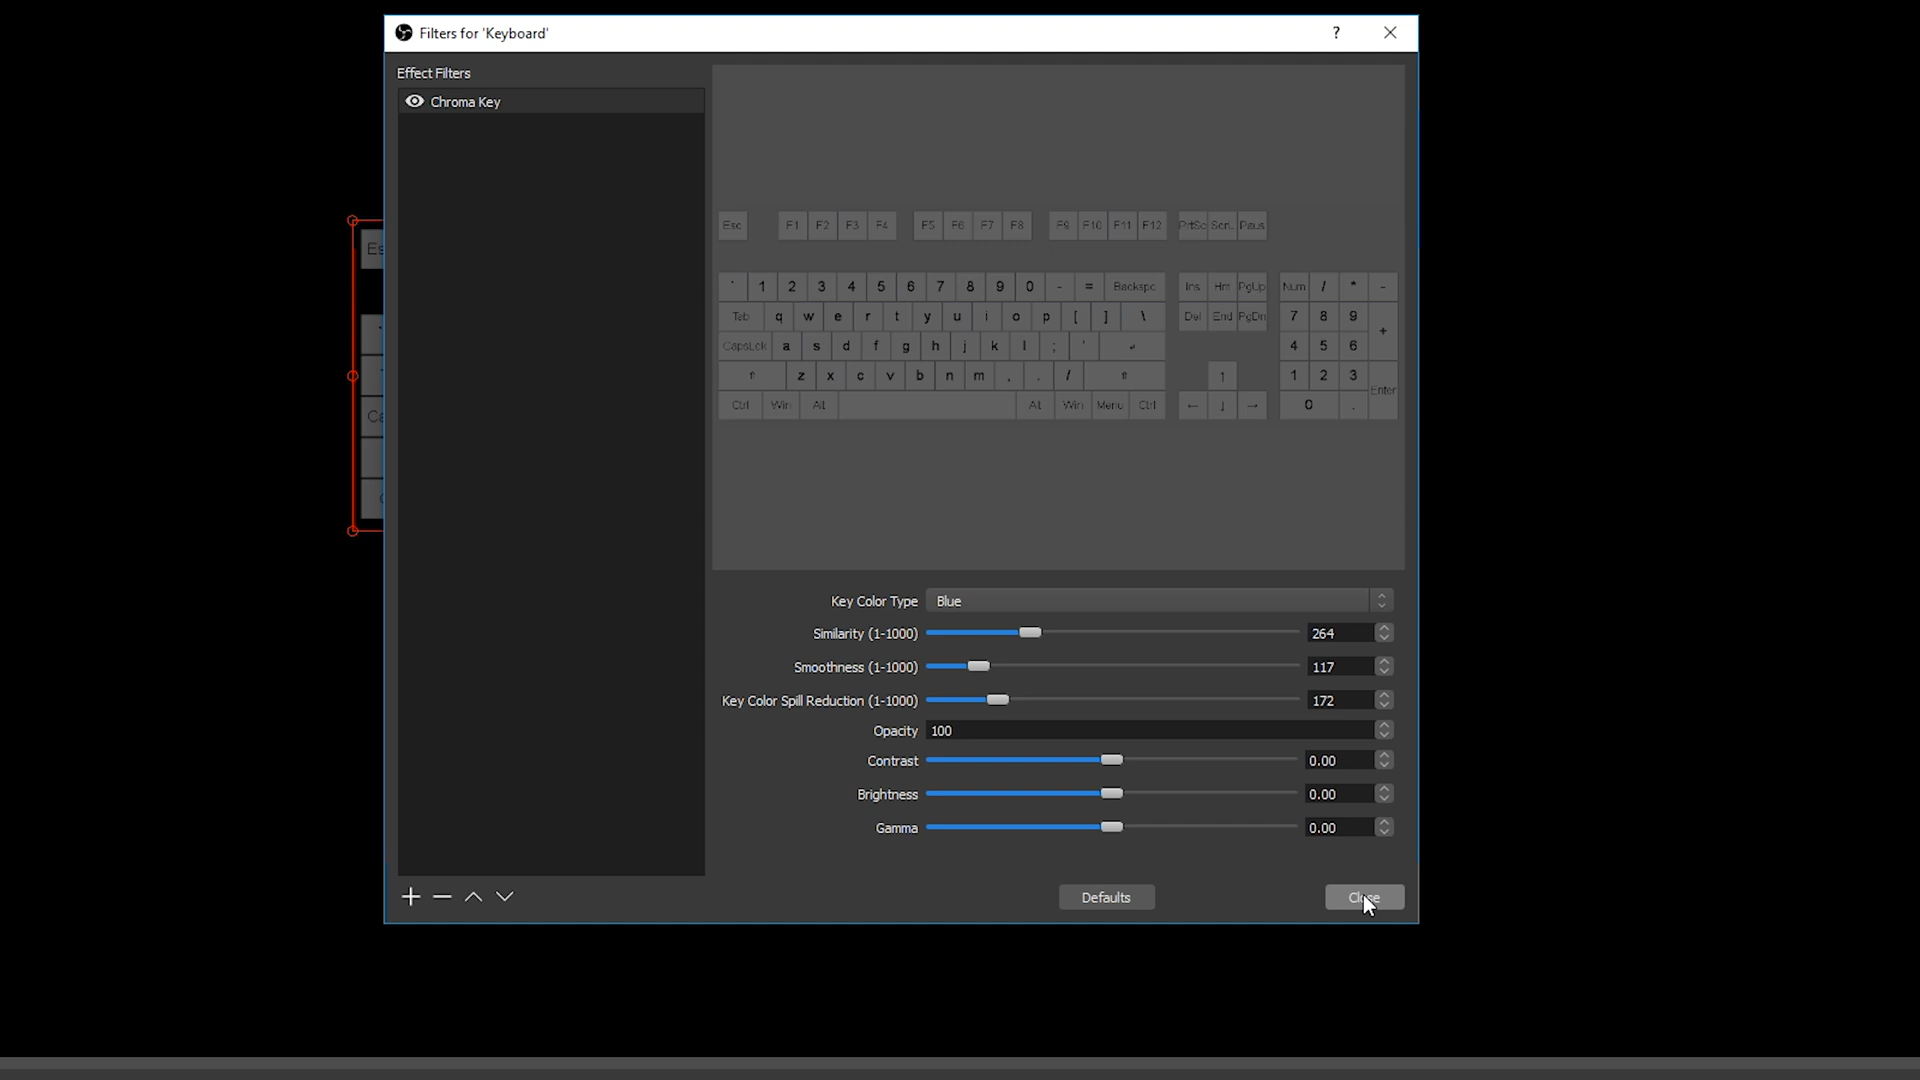 Filters for 'Keyboard' ?
Effect Filters
Chroma Key
Esc F1 F2 F3 F4 F5 F6 F7 F8 F9 F10 F11 F12 PrtSc Scr... Paus
` 1 2 3 4 5 6 7 8 9 0 - = Backspc Ins Hm PgUp Num / * -
Tab q w e r t y u i o p [ ] \ Del End PgDn 7 8 9 +
CapsLck a s d f g h j k l ; ' ↵ 4 5 6
⇧ z x c v b n m , . / ⇧ ↑ 1 2 3 Enter
Ctrl Win Alt Alt Win Menu Ctrl ← ↓ → 0 .
Key Color Type Blue
Similarity (1-1000) 264
Smoothness (1-1000) 117
Key Color Spill Reduction (1-1000) 172
Opacity 100
Contrast 0.00
Brightness 0.00
Gamma 0.00
Defaults Close